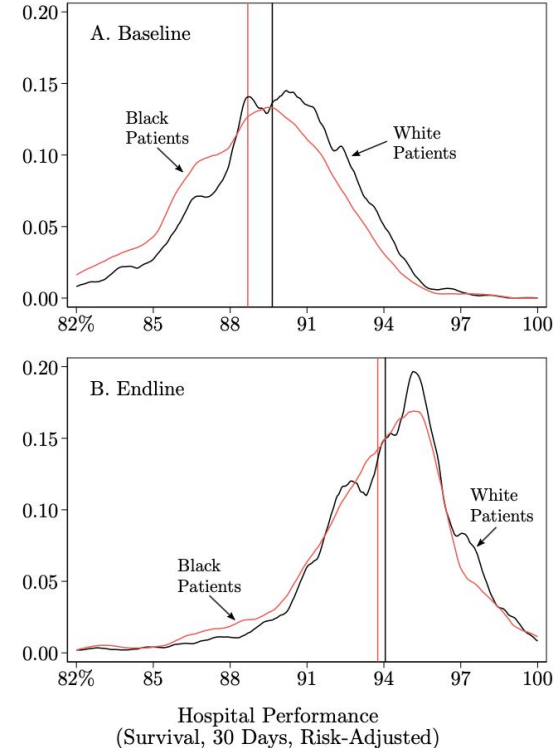 0.20
A. Baseline
0.15
Black
Patients
White
Patients
0.10
0.05
0.00
82% 85 88 91 94 97 100
0.20
B. Endline
0.15
0.10
White
Patients
Black
Patients
0.05
0.00
82% 85 88 91 94 97 100
Hospital Performance
(Survival, 30 Days, Risk-Adjusted)